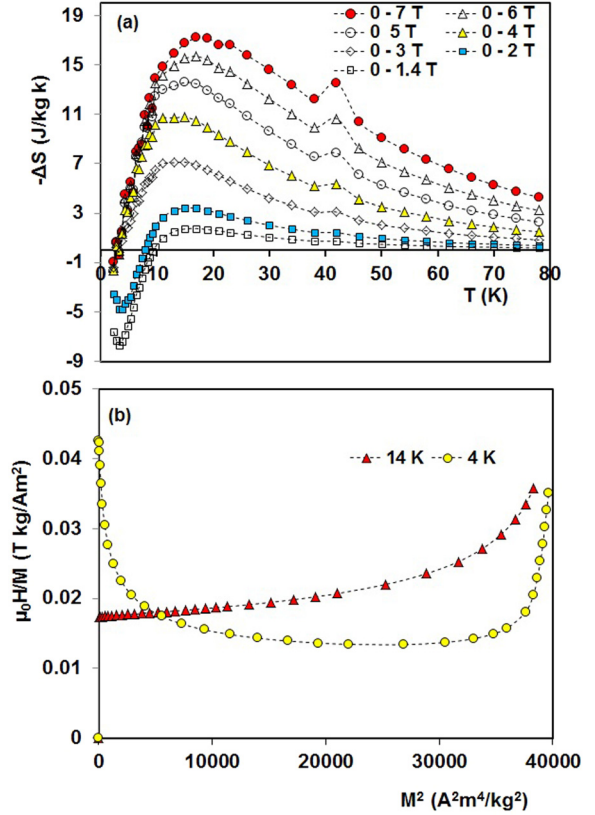 (a)
0 - 7 T 0 - 6 T
0 5 T 0 - 4 T
0 - 3 T 0 - 2 T
0 - 1.4 T
19
15
11
7
3
-1
-5
-9
-ΔS (J/kg k)
0 10 20 30 40 50 60 70 80
T (K)
(b)
14 K 4 K
0.05
0.04
0.03
0.02
0.01
0
μ₀H/M (T kg/Am²)
0 10000 20000 30000 40000
M² (A²m⁴/kg²)